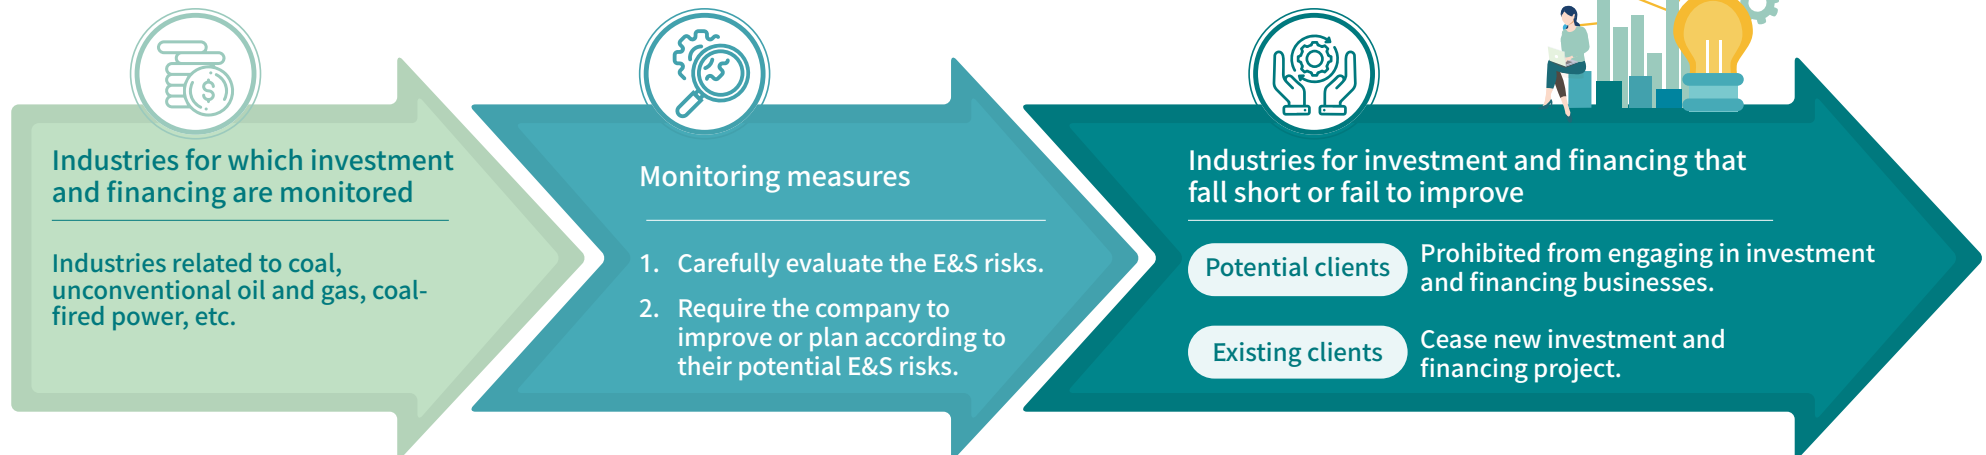 Industries for which investment
and financing are monitored
Industries related to coal,
unconventional oil and gas, coal-
fired power, etc.
Monitoring measures
1. Carefully evaluate the E&S risks.
2. Require the company to
improve or plan according to
their potential E&S risks.
Industries for investment and financing that
fall short or fail to improve
Potential clients
Prohibited from engaging in investment
and financing businesses.
Existing clients
Cease new investment and
financing project.